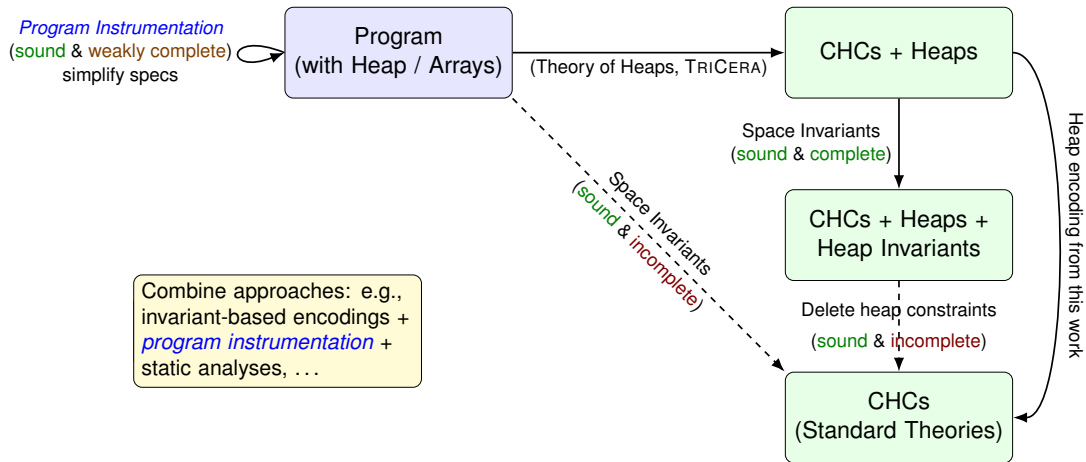 Program Instrumentation
(sound & weakly complete)
simplify specs
Program
(with Heap / Arrays)
(Theory of Heaps, TRICERA)
CHCs + Heaps
Space Invariants
(sound & complete)
Heap encoding from this work
Space Invariants
(sound & incomplete)
CHCs + Heaps +
Heap Invariants
Combine approaches: e.g.,
invariant-based encodings +
program instrumentation +
static analyses, …
Delete heap constraints
(sound & incomplete)
CHCs
(Standard Theories)